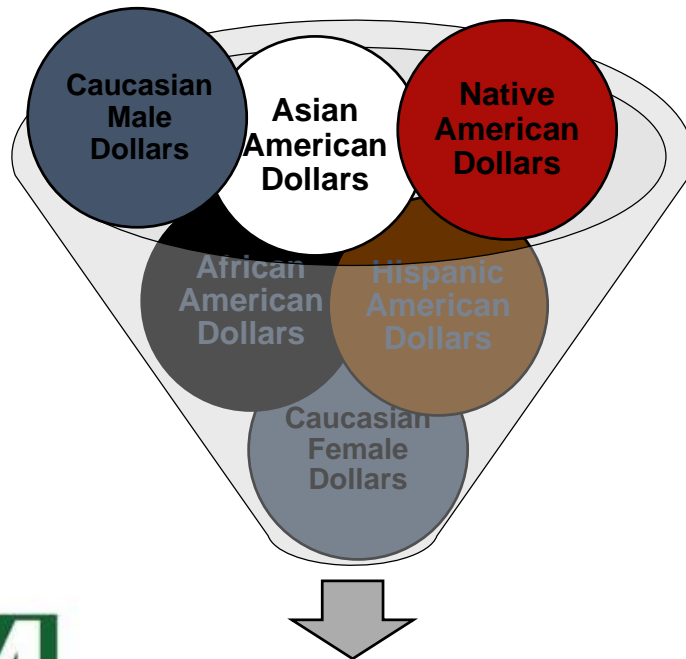 Caucasian
Male
Dollars
Asian
American
Dollars
Native
American
Dollars
African
American
Dollars
Hispanic
American
Dollars
Caucasian
Female
Dollars